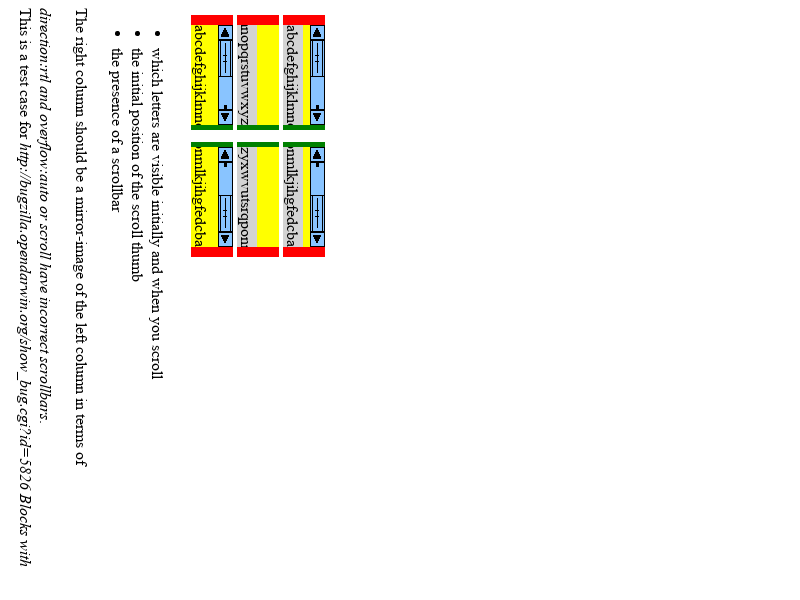 This is a test case for http://bugzilla.opendarwin.org/show_bug.cgi?id=5826 Blocks with
direction:rtl and overflow:auto or scroll have incorrect scrollbars.
The right column should be a mirror-image of the left column in terms of
• the presence of a scrollbar
• the initial position of the scroll thumb
• which letters are visible initially and when you scroll
abcdefghijklmn
nmlkjihgfedcba
nopqrstuvwxyz
zyxwvutsrqpon
abcdefghijklmn
nmlkjihgfedcba